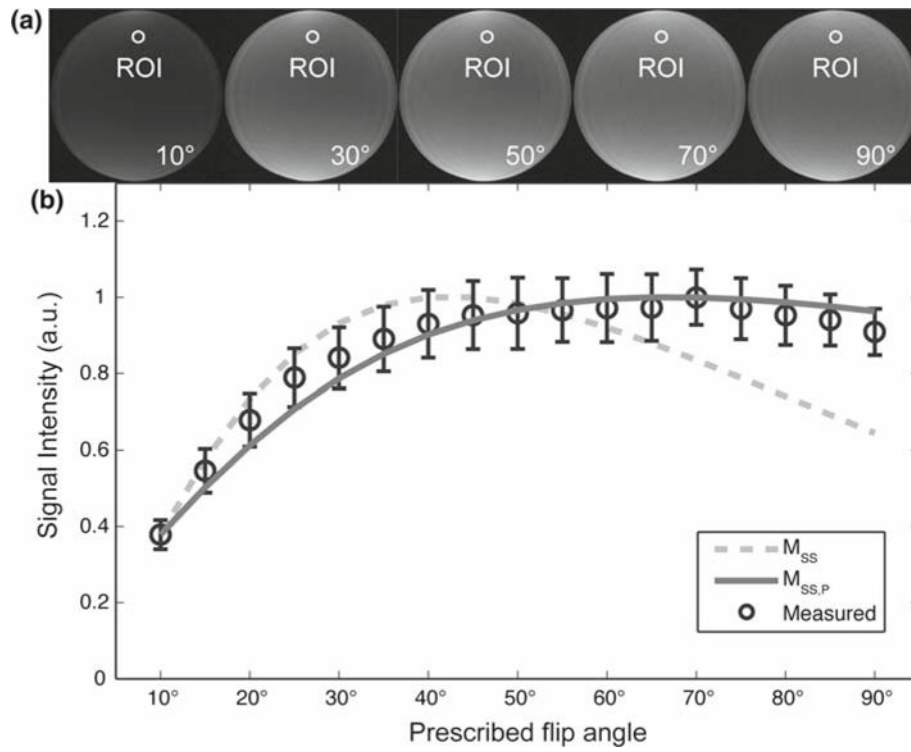 (a)
ROI ROI ROI ROI ROI
10° 30° 50° 70° 90°
(b)
1.2
1
0.8
0.6
0.4
0.2
0
Signal Intensity (a.u.)
M_SS
M_SS,P
Measured
10° 20° 30° 40° 50° 60° 70° 80° 90°
Prescribed flip angle